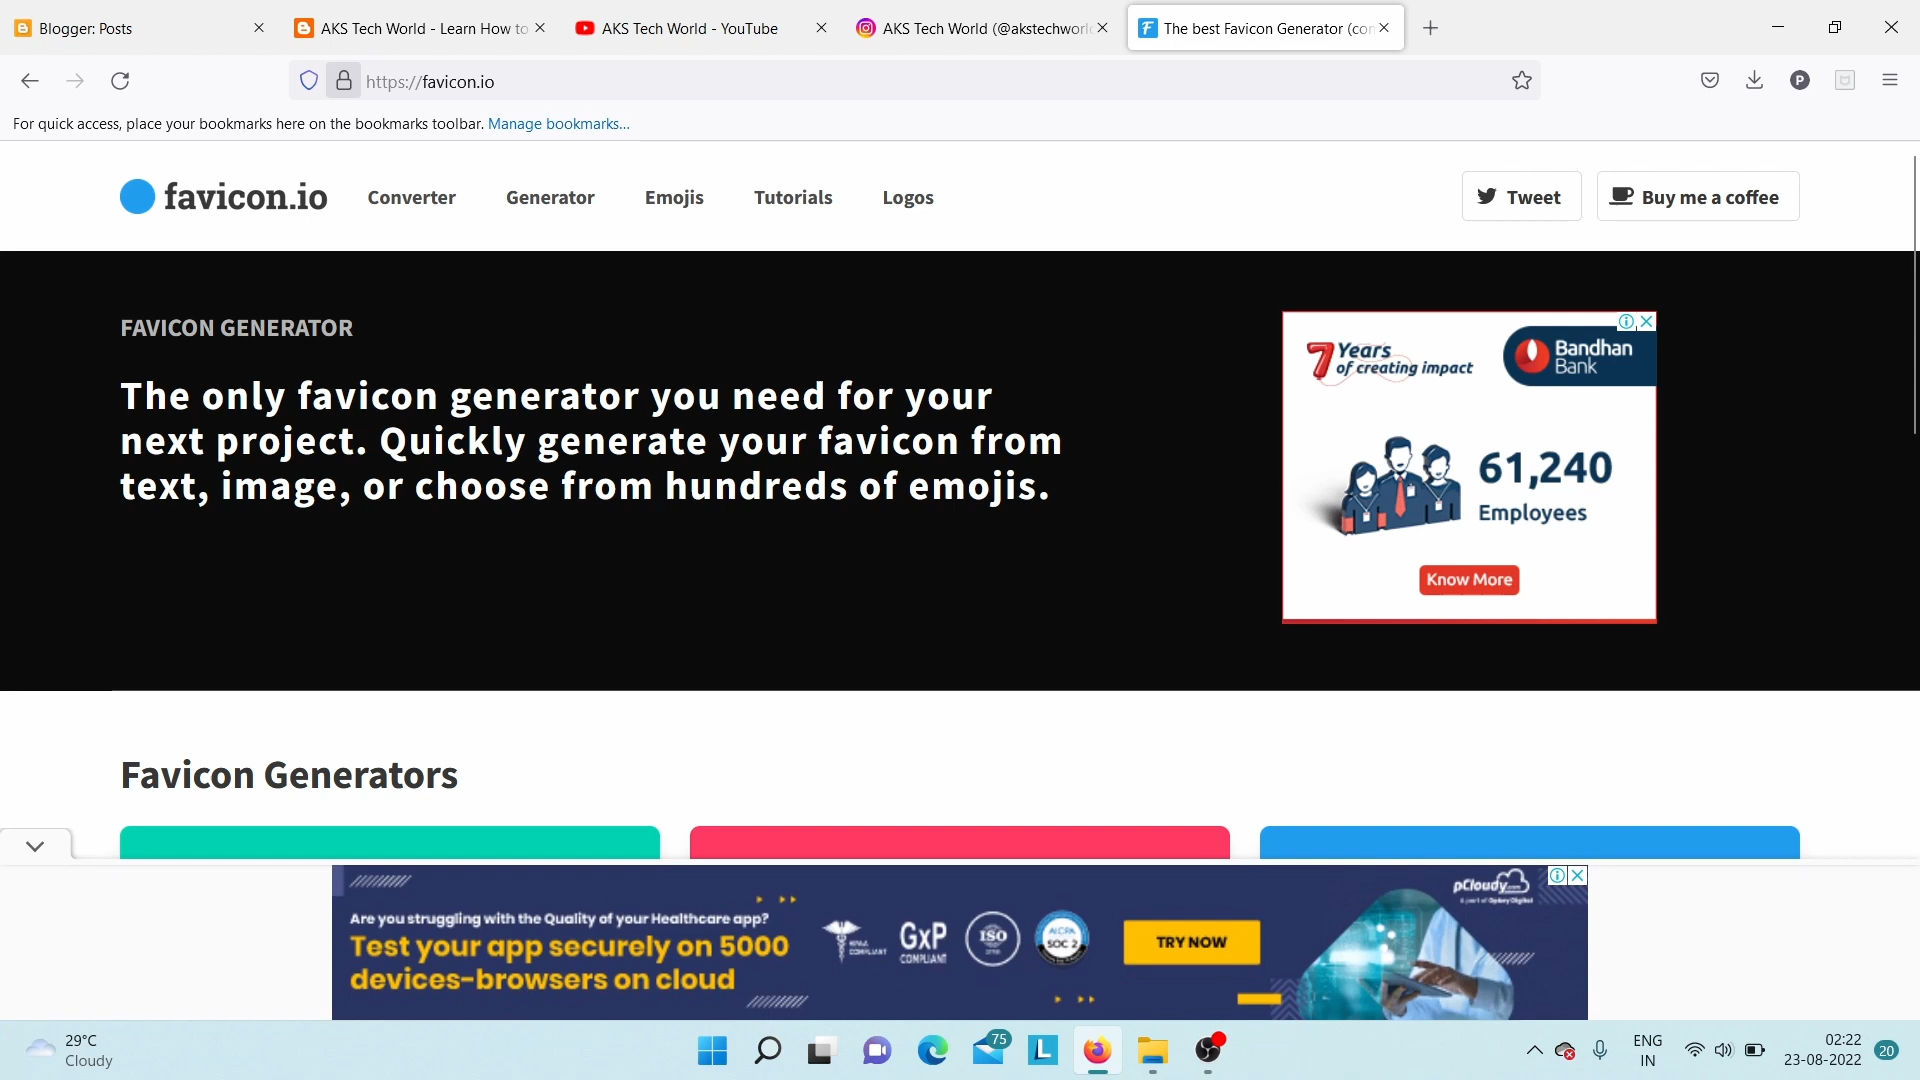 Blogger: Posts
AKS Tech World - Learn How to
AKS Tech World - YouTube
AKS Tech World (@akstechworl
The best Favicon Generator (con
https://favicon.io
P
For quick access, place your bookmarks here on the bookmarks toolbar. Manage bookmarks...
favicon.io
Converter
Generator
Emojis
Tutorials
Logos
Tweet
Buy me a coffee
FAVICON GENERATOR
The only favicon generator you need for your
next project. Quickly generate your favicon from
text, image, or choose from hundreds of emojis.
7 Years
of creating impact
Bandhan
Bank
61,240
Employees
Know More
Favicon Generators
Are you struggling with the Quality of your Healthcare app?
Test your app securely on 5000
devices-browsers on cloud
COMPLIANT
GxP
COMPLIANT
ISO
AICPA
SOC 2
TRY NOW
pCloudy.com
29°C
Cloudy
75
L
ENG
IN
02:22
23-08-2022
20